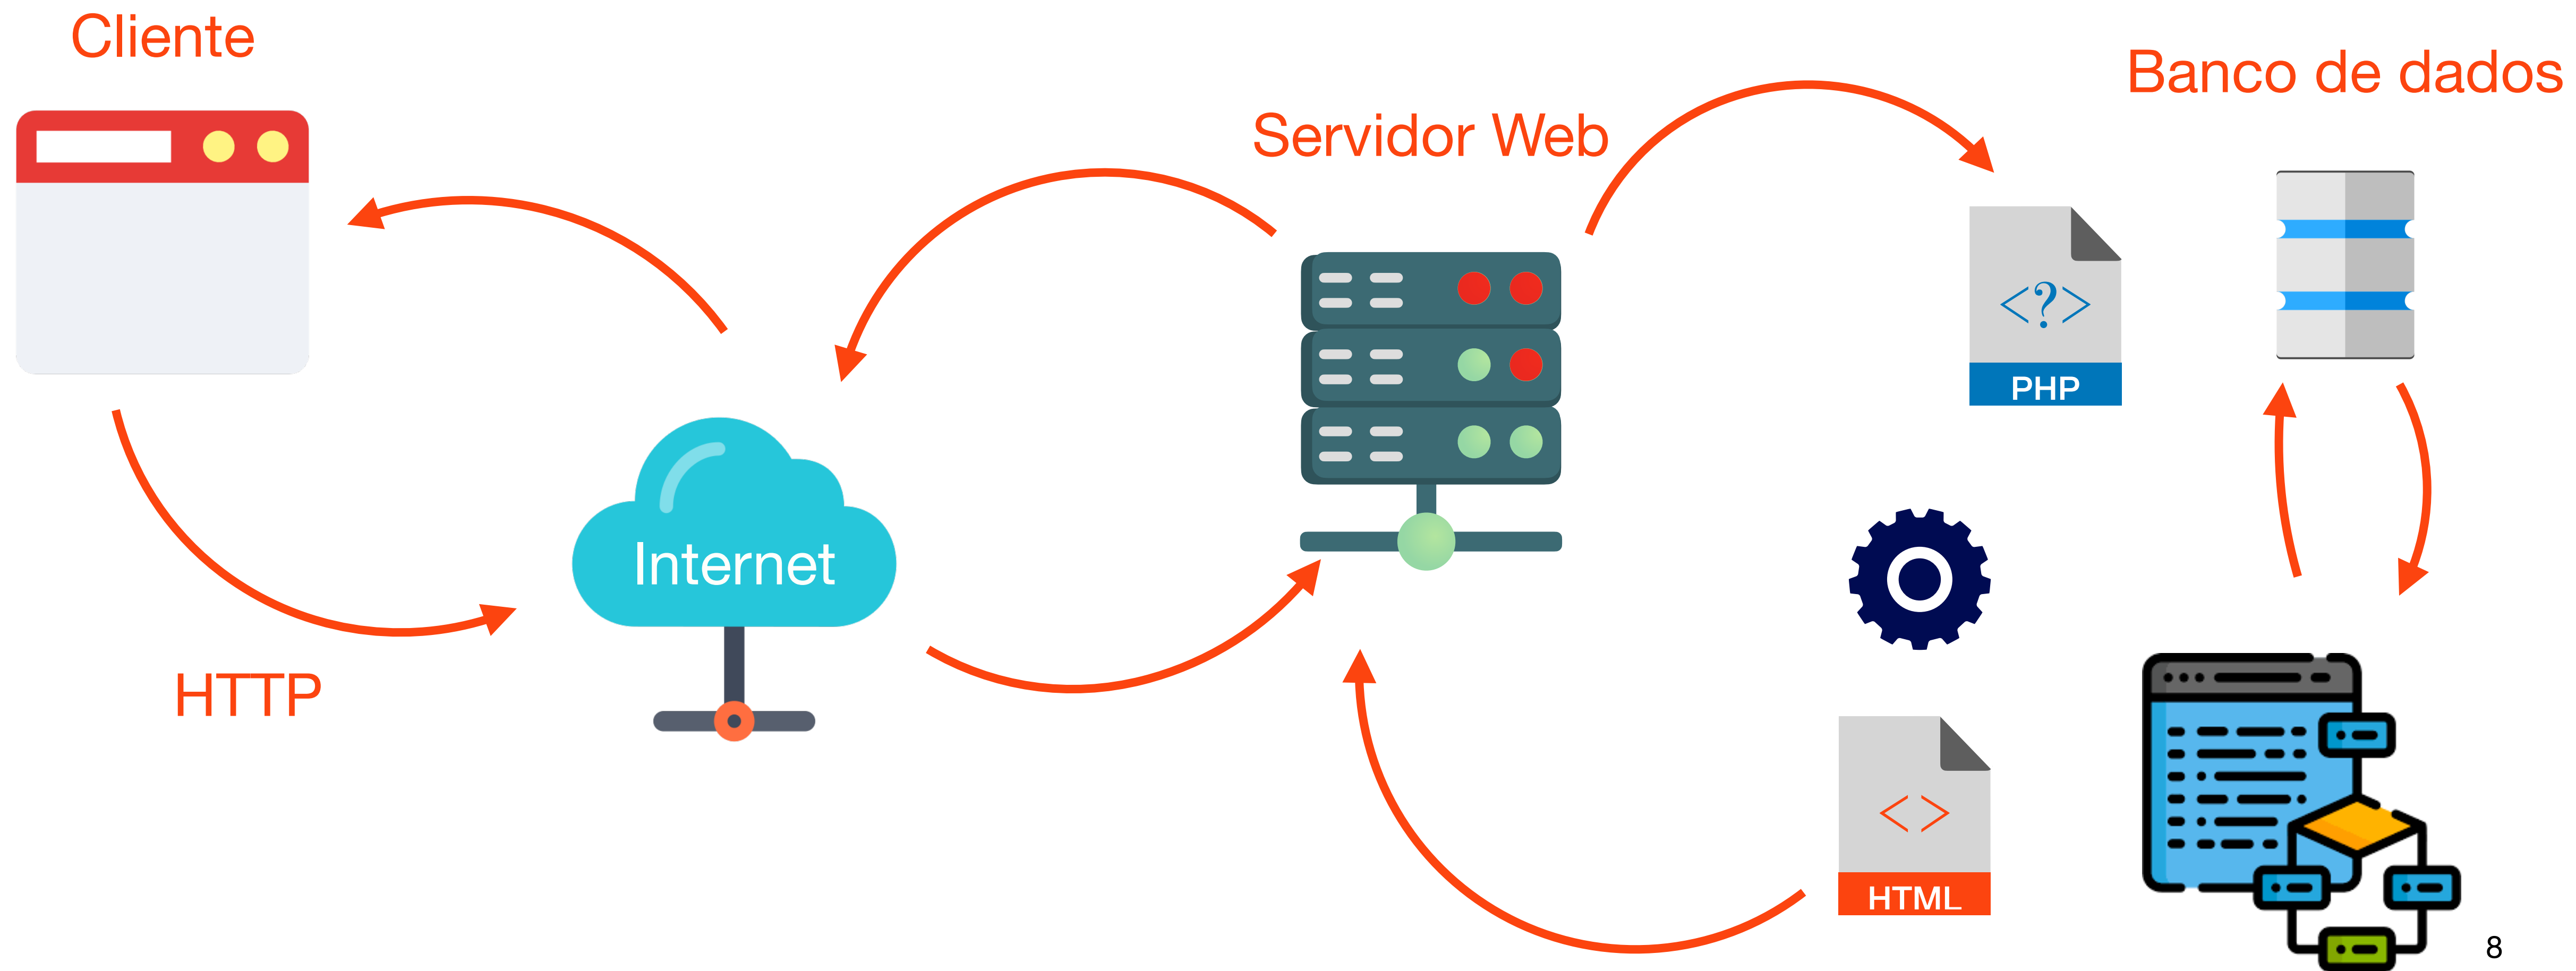 Cliente
Banco de dados
Servidor Web
<?>
PHP
Internet
HTTP
<>
HTML
8